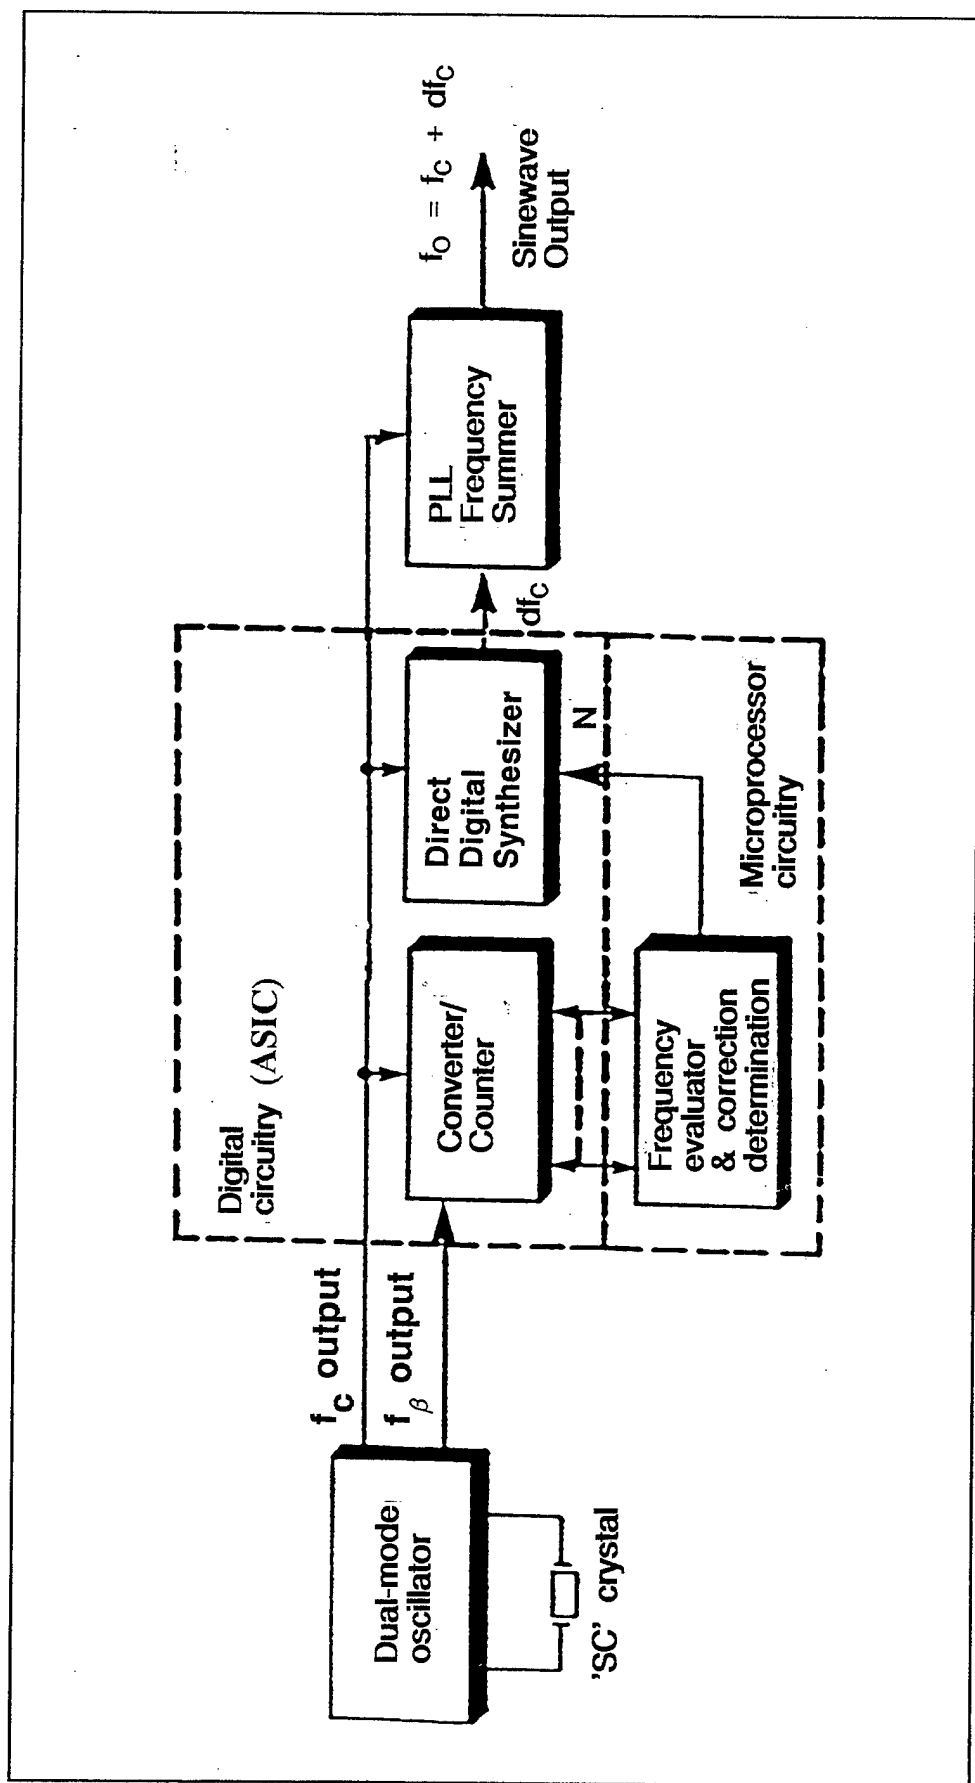 Dual-mode
oscillator
'SC' crystal
f_c output
f_β output
Digital
circuitry (ASIC)
Converter/
Counter
Direct
Digital
Synthesizer
Frequency
evaluator
& correction
determination
N
Microprocessor
circuitry
df_c
PLL
Frequency
Summer
f_o = f_c + df_c
Sinewave
Output